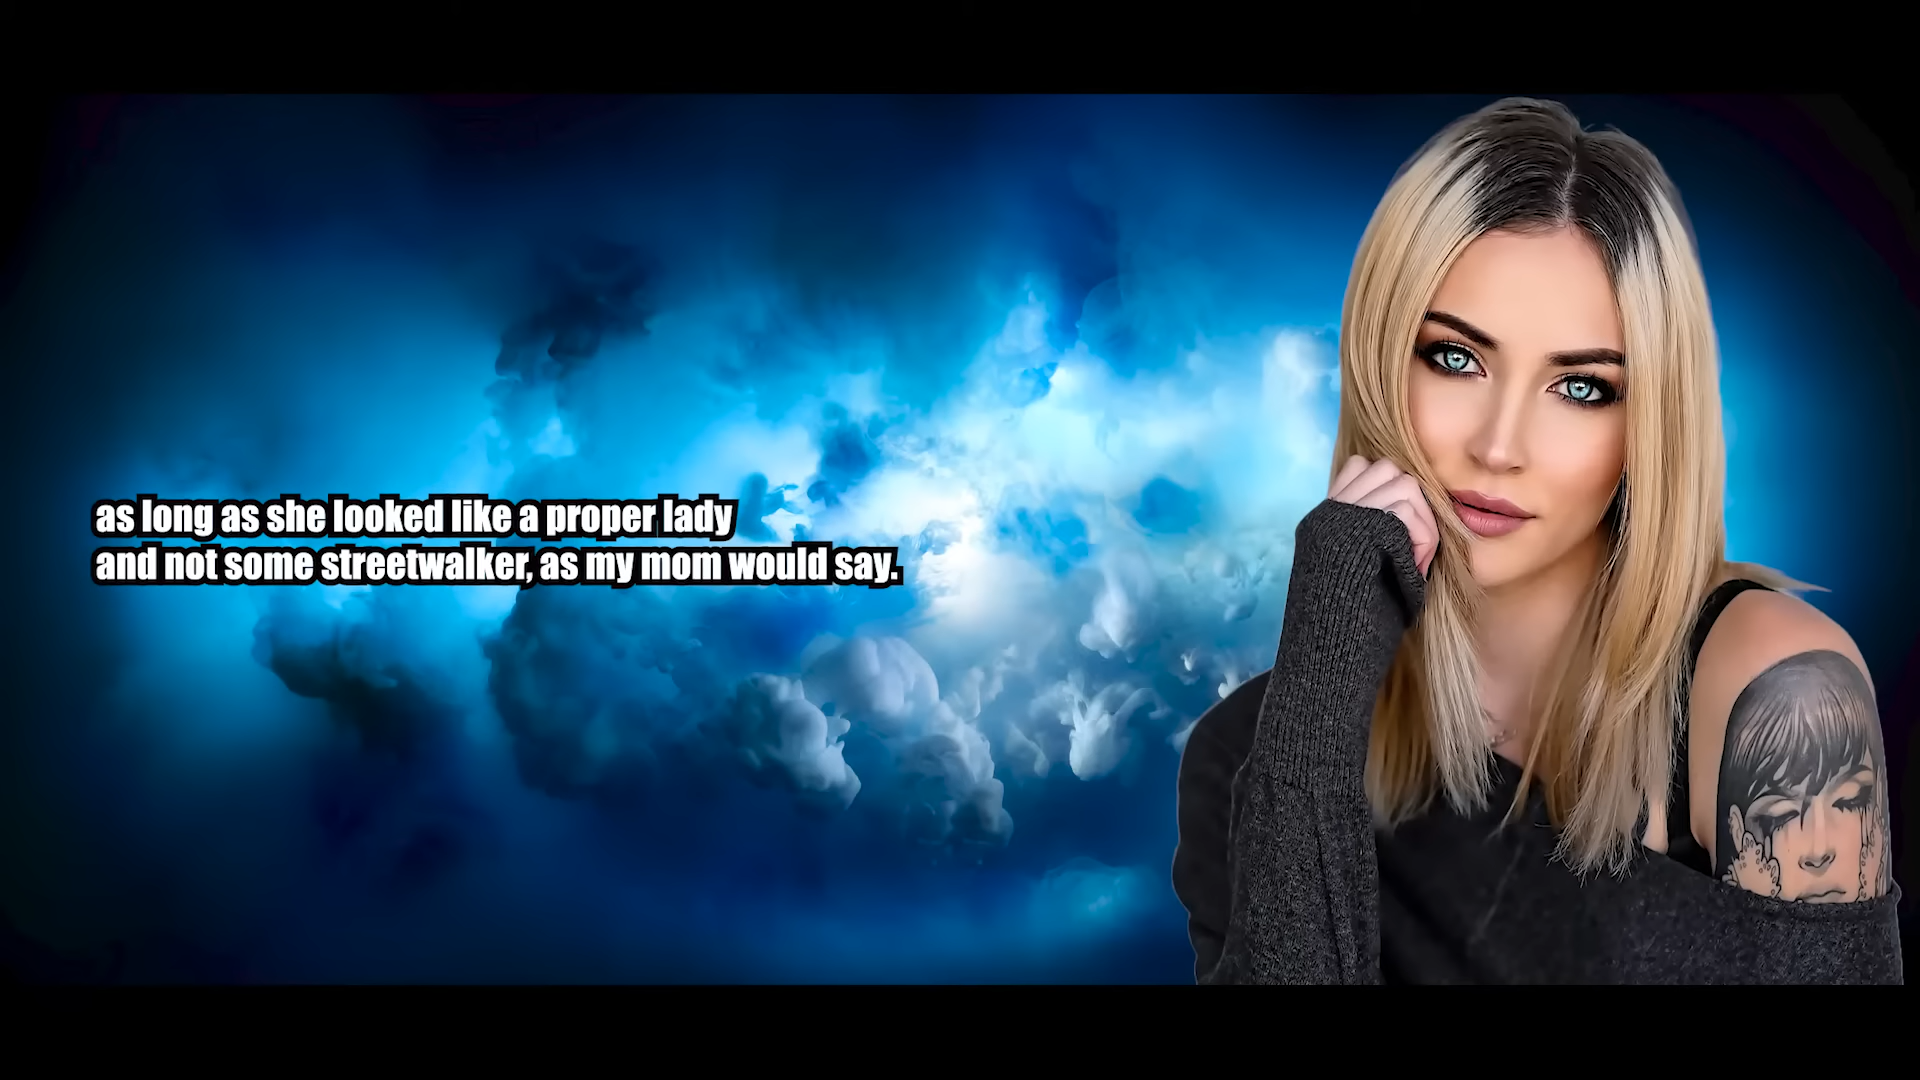 as long as she looked like a proper lady
and not some streetwalker, as my mom would say.